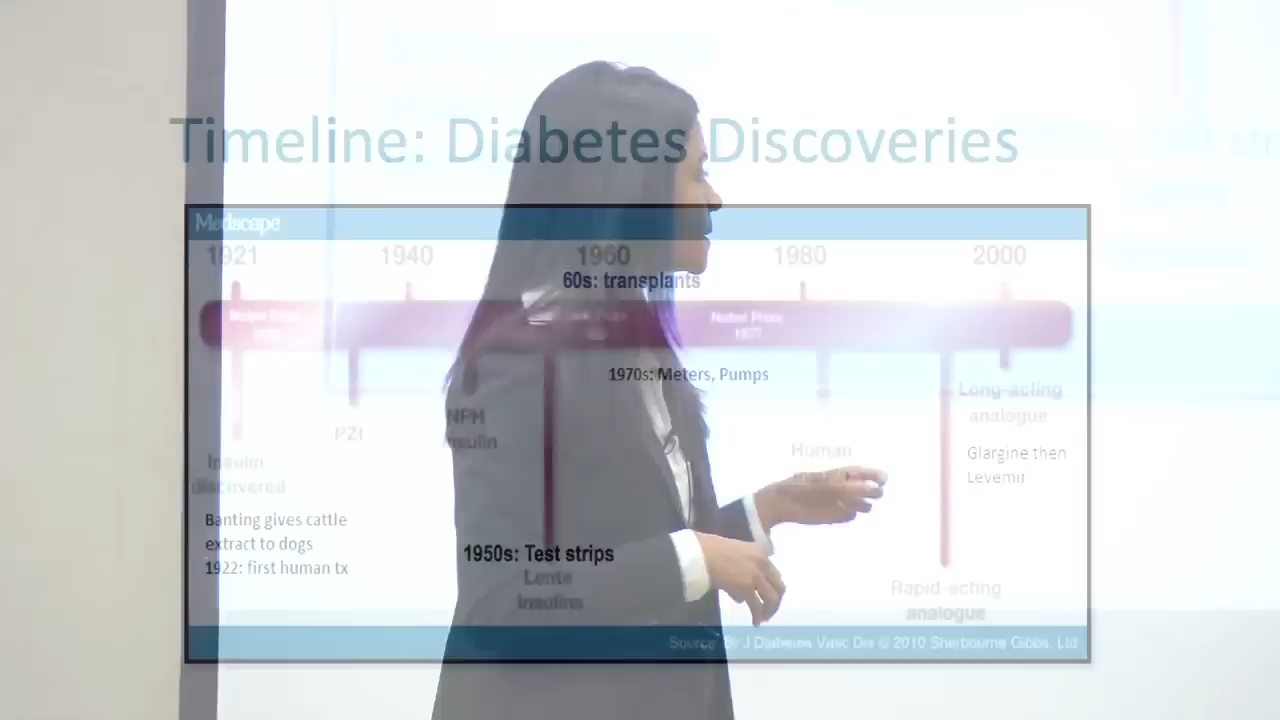 Timeline: Diabetes Discoveries
Medscape
1921
1940
1960
1980
2000
60s: transplants
Nobel Prize
Nobel Prize
1977
1970s: Meters, Pumps
Long-acting
analogue
NPH
insulin
PZI
Human
Glargine then
Levemir
Insulin
discovered
Banting gives cattle
extract to dogs
1922: first human tx
1950s: Test strips
Lente
insulins
Rapid-acting
analogue
Source: Br J Diabetes Vasc Dis © 2010 Sherbourne Gibbs, Ltd